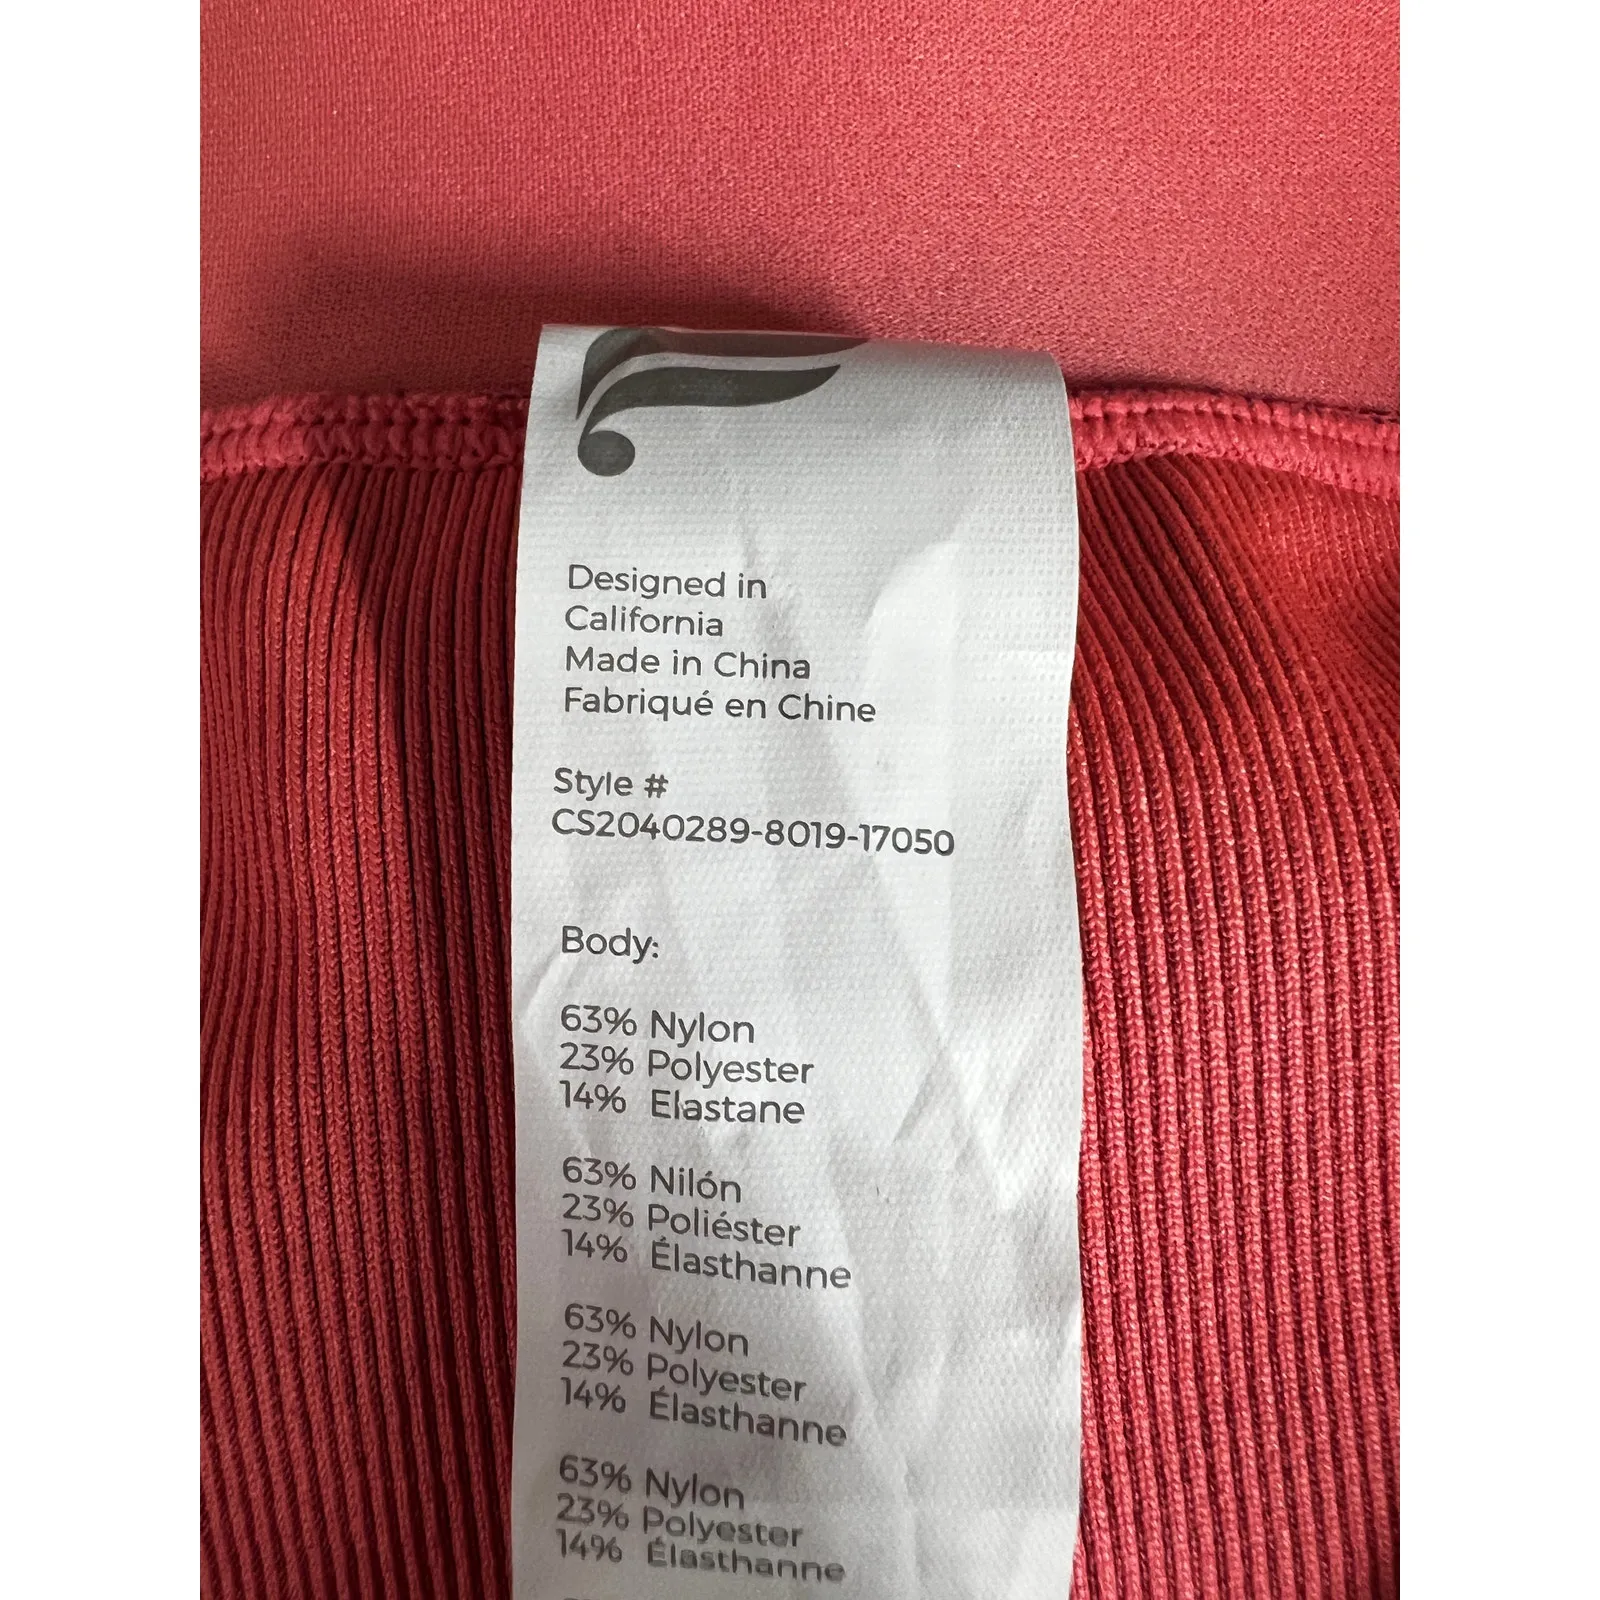 Designed in
California
Made in China
Fabriqué en Chine
Style #
CS2040289-8019-17050
Body:
63% Nylon
23% Polyester
14% Elastane
63% Nilón
23% Poliéster
14% Élasthanne
63% Nylon
23% Polyester
14% Élasthanne
63% Nylon
23% Polyester
14% Élasthanne